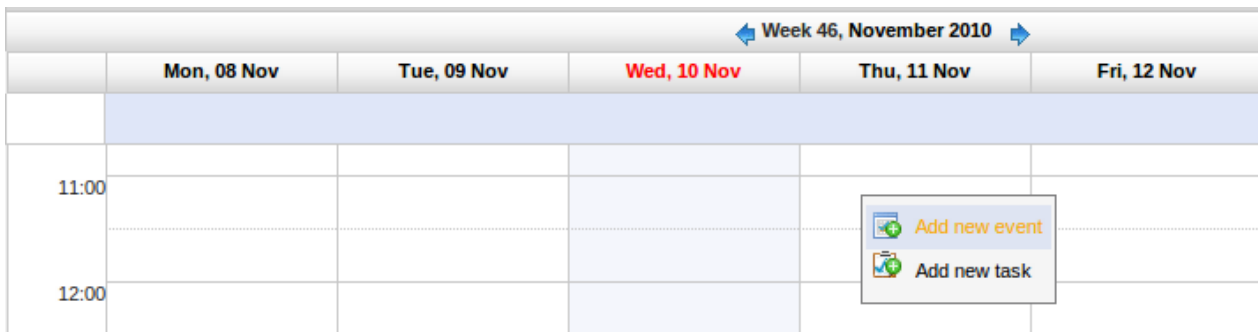 Week 46, November 2010
Mon, 08 Nov
Tue, 09 Nov
Wed, 10 Nov
Thu, 11 Nov
Fri, 12 Nov
11:00
Add new event
Add new task
12:00